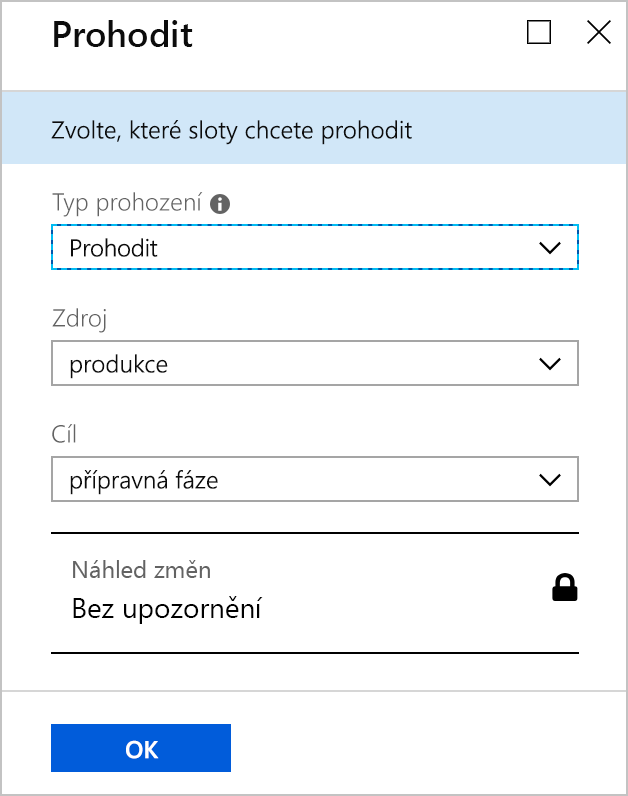 Prohodit
Zvolte, které sloty chcete prohodit
Typ prohození
Prohodit
Zdroj
produkce
Cíl
přípravná fáze
Náhled změn
Bez upozornění
OK